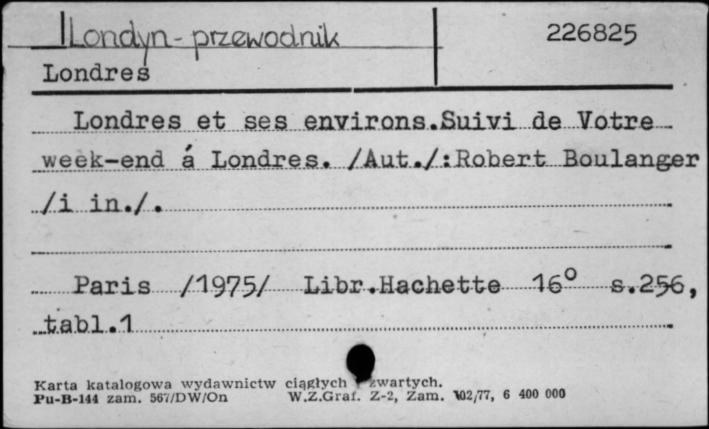 Londyn - przewodnik
226825
Londres
Londres et ses environs.Suivi de Votre
week-end á Londres. /Aut./:Robert Boulanger
/i in./.
Paris /1975/ Libr.Hachette 16° s.256,
tabl.1
Karta katalogowa wydawnictw ciągłych zwartych.
Pu-B-144 zam. 567/DW/On W.Z.Graf. Z-2, Zam. 102/77, 6 400 000